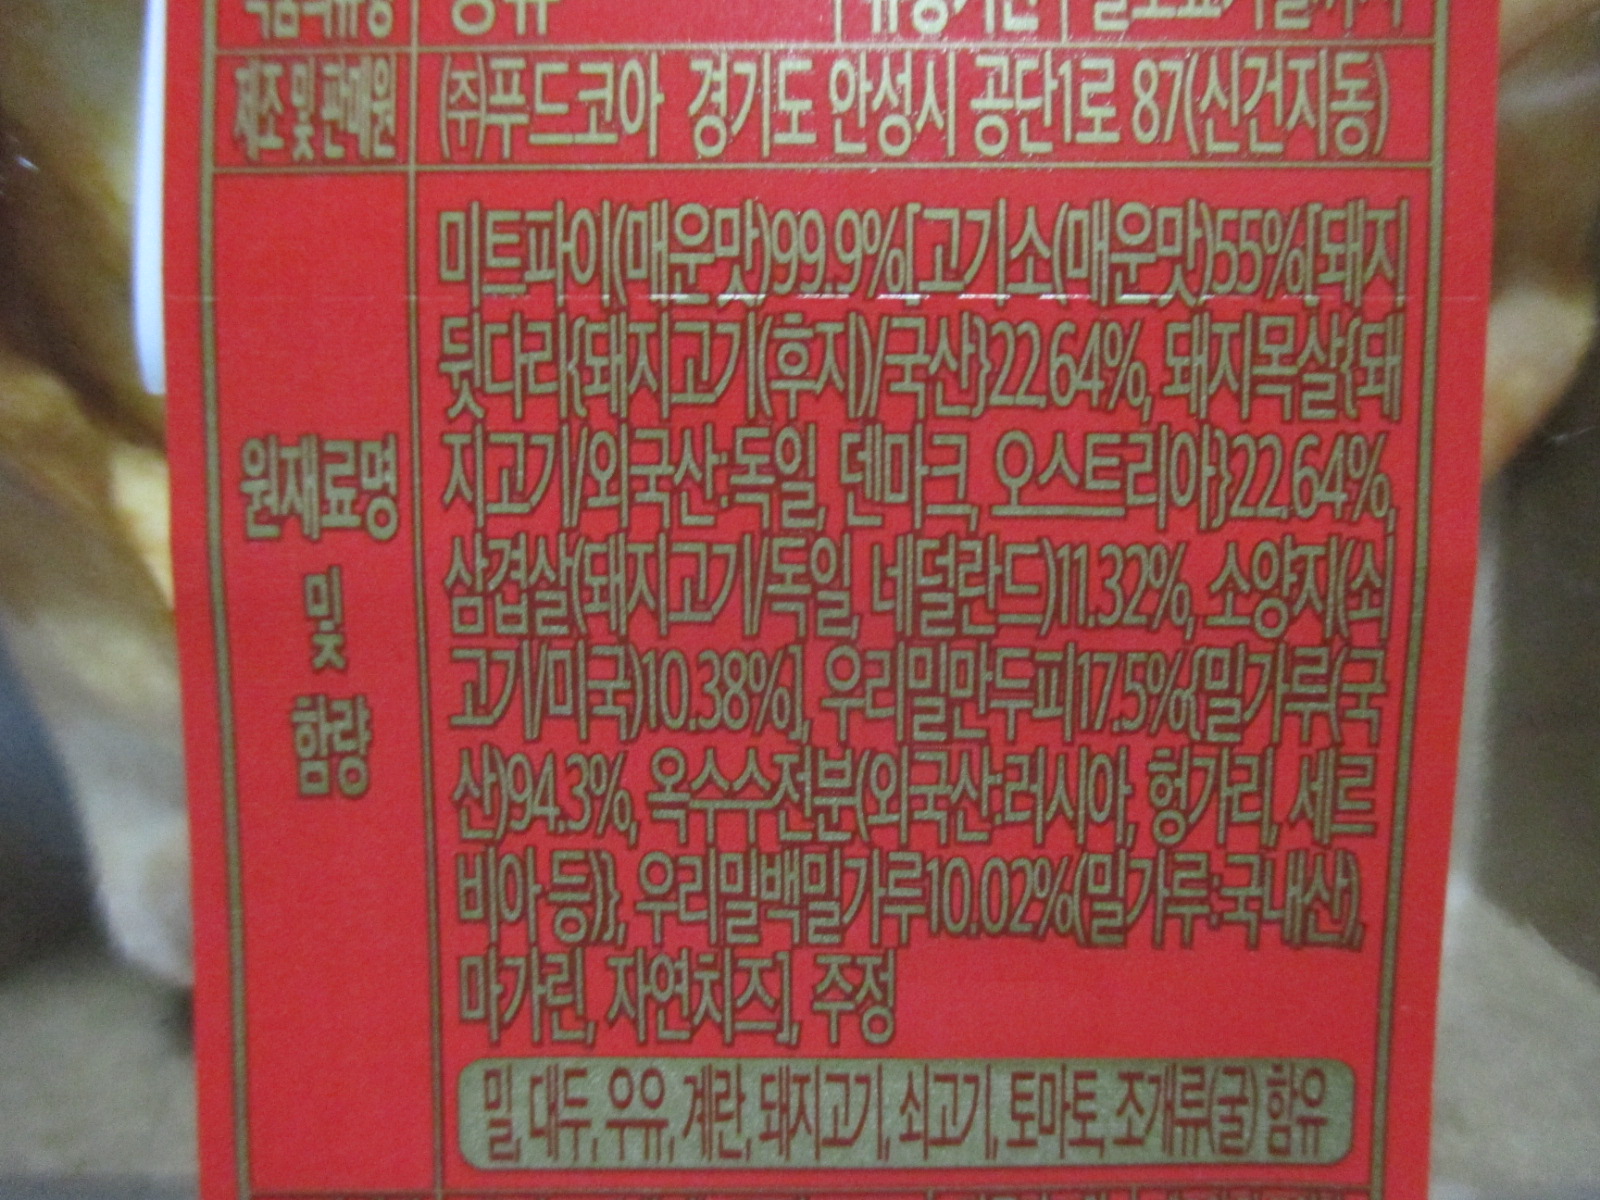 제조 및 판매원 (주)푸드코아 경기도 안성시 공단1로 87(신건지동)
원재료명 및 함량
미트파이(매운맛)99.9%[고기소(매운맛)55%[돼지
뒷다리{돼지고기(후지)/국산}22.64%, 돼지목살{돼
지고기/외국산:독일, 덴마크, 오스트리아}22.64%,
삼겹살(돼지고기/독일, 네덜란드)11.32%, 소양지(쇠
고기/미국)10.38%], 우리밀만두피17.5%{밀가루(국
산)94.3%, 옥수수전분(외국산:러시아, 헝가리, 세르
비아 등)}, 우리밀백밀가루10.02%(밀가루:국내산),
마가린, 자연치즈], 주정
밀, 대두, 우유, 계란, 돼지고기, 쇠고기, 토마토, 조개류(굴) 함유